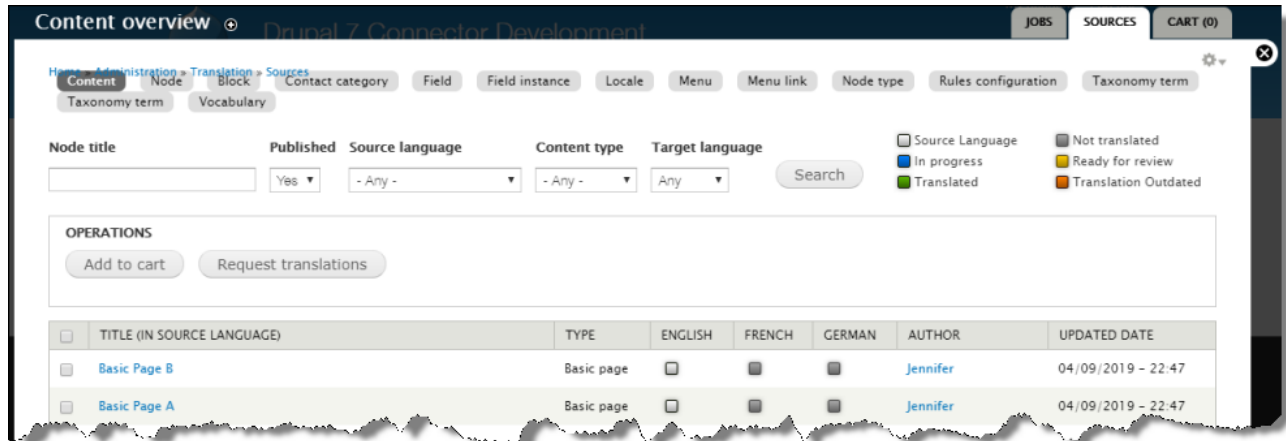 Content overview
Drupal 7 Connector Development
JOBS SOURCES CART (0)
Home » Administration » Translation » Sources
Content Node Block Contact category Field Field instance Locale Menu Menu link Node type Rules configuration Taxonomy term
Taxonomy term Vocabulary
Node title Published Source language Content type Target language
Yes - Any - - Any - Any Search
Source Language Not translated
In progress Ready for review
Translated Translation Outdated
OPERATIONS
Add to cart Request translations
TITLE (IN SOURCE LANGUAGE) TYPE ENGLISH FRENCH GERMAN AUTHOR UPDATED DATE
Basic Page B Basic page Jennifer 04/09/2019 - 22:47
Basic Page A Basic page Jennifer 04/09/2019 - 22:47